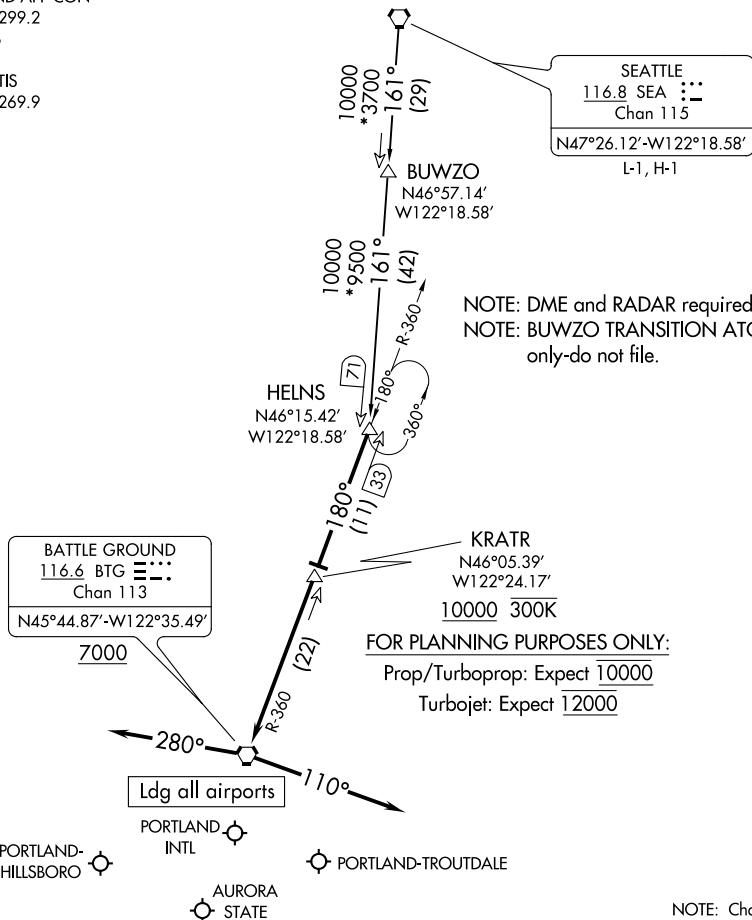 299.2
TIS
269.9
SEATTLE
116.8 SEA
Chan 115
N47°26.12'-W122°18.58'
L-1, H-1
10000
*3700
161°
(29)
BUWZO
N46°57.14'
W122°18.58'
10000
*9500
161°
(42)
NOTE: DME and RADAR required
NOTE: BUWZO TRANSITION
only-do not file.
R-360
180°
360°
71
HELNS
N46°15.42'
W122°18.58'
33
180°
(11)
KRATR
N46°05.39'
W122°24.17'
10000 300K
BATTLE GROUND
116.6 BTG
Chan 113
N45°44.87'-W122°35.49'
7000
FOR PLANNING PURPOSES ONLY:
Prop/Turboprop: Expect 10000
Turbojet: Expect 12000
(22)
R-360
280°
110°
Ldg all airports
PORTLAND
INTL
PORTLAND-
HILLSBORO
PORTLAND-TROUTDALE
AURORA
STATE
NOTE: